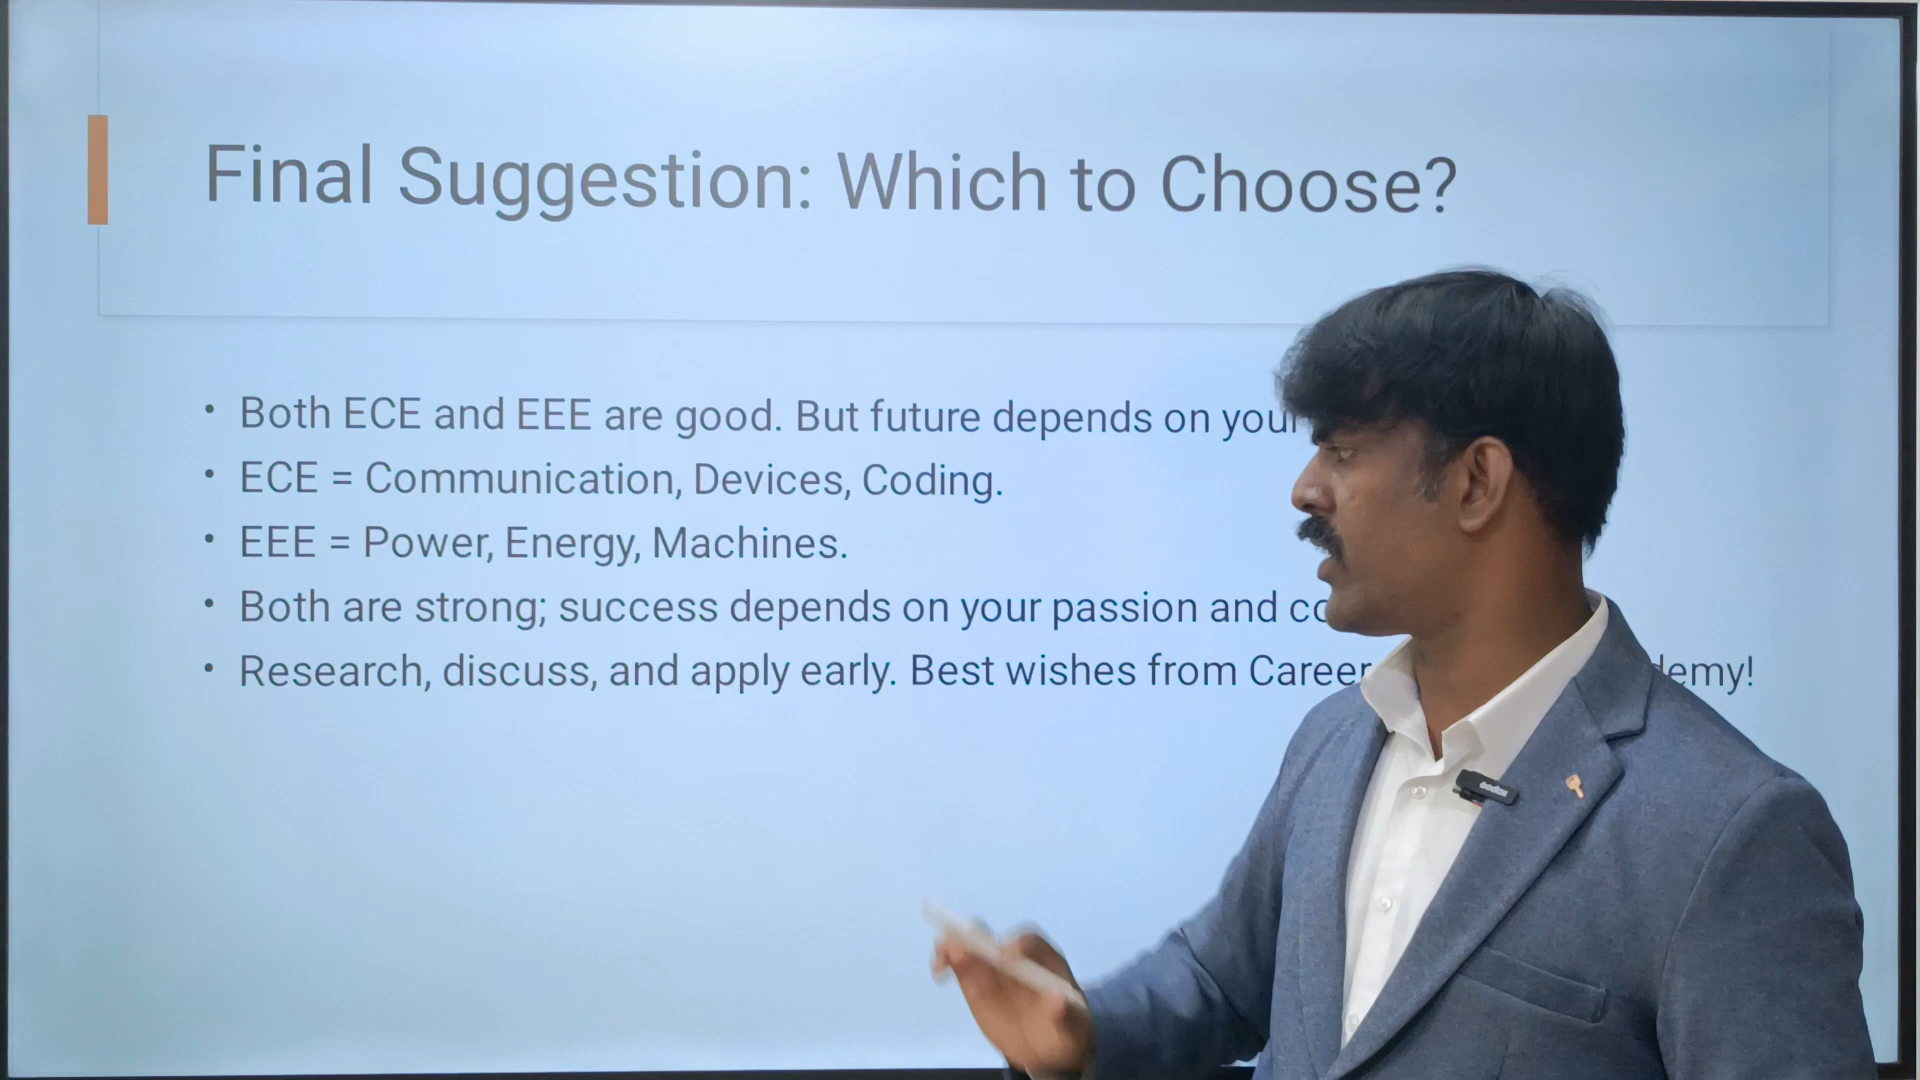 Final Suggestion: Which to Choose?
• Both ECE and EEE are good. But future depends on your
• ECE = Communication, Devices, Coding.
• EEE = Power, Energy, Machines.
• Both are strong; success depends on your passion and
• Research, discuss, and apply early. Best wishes from Career